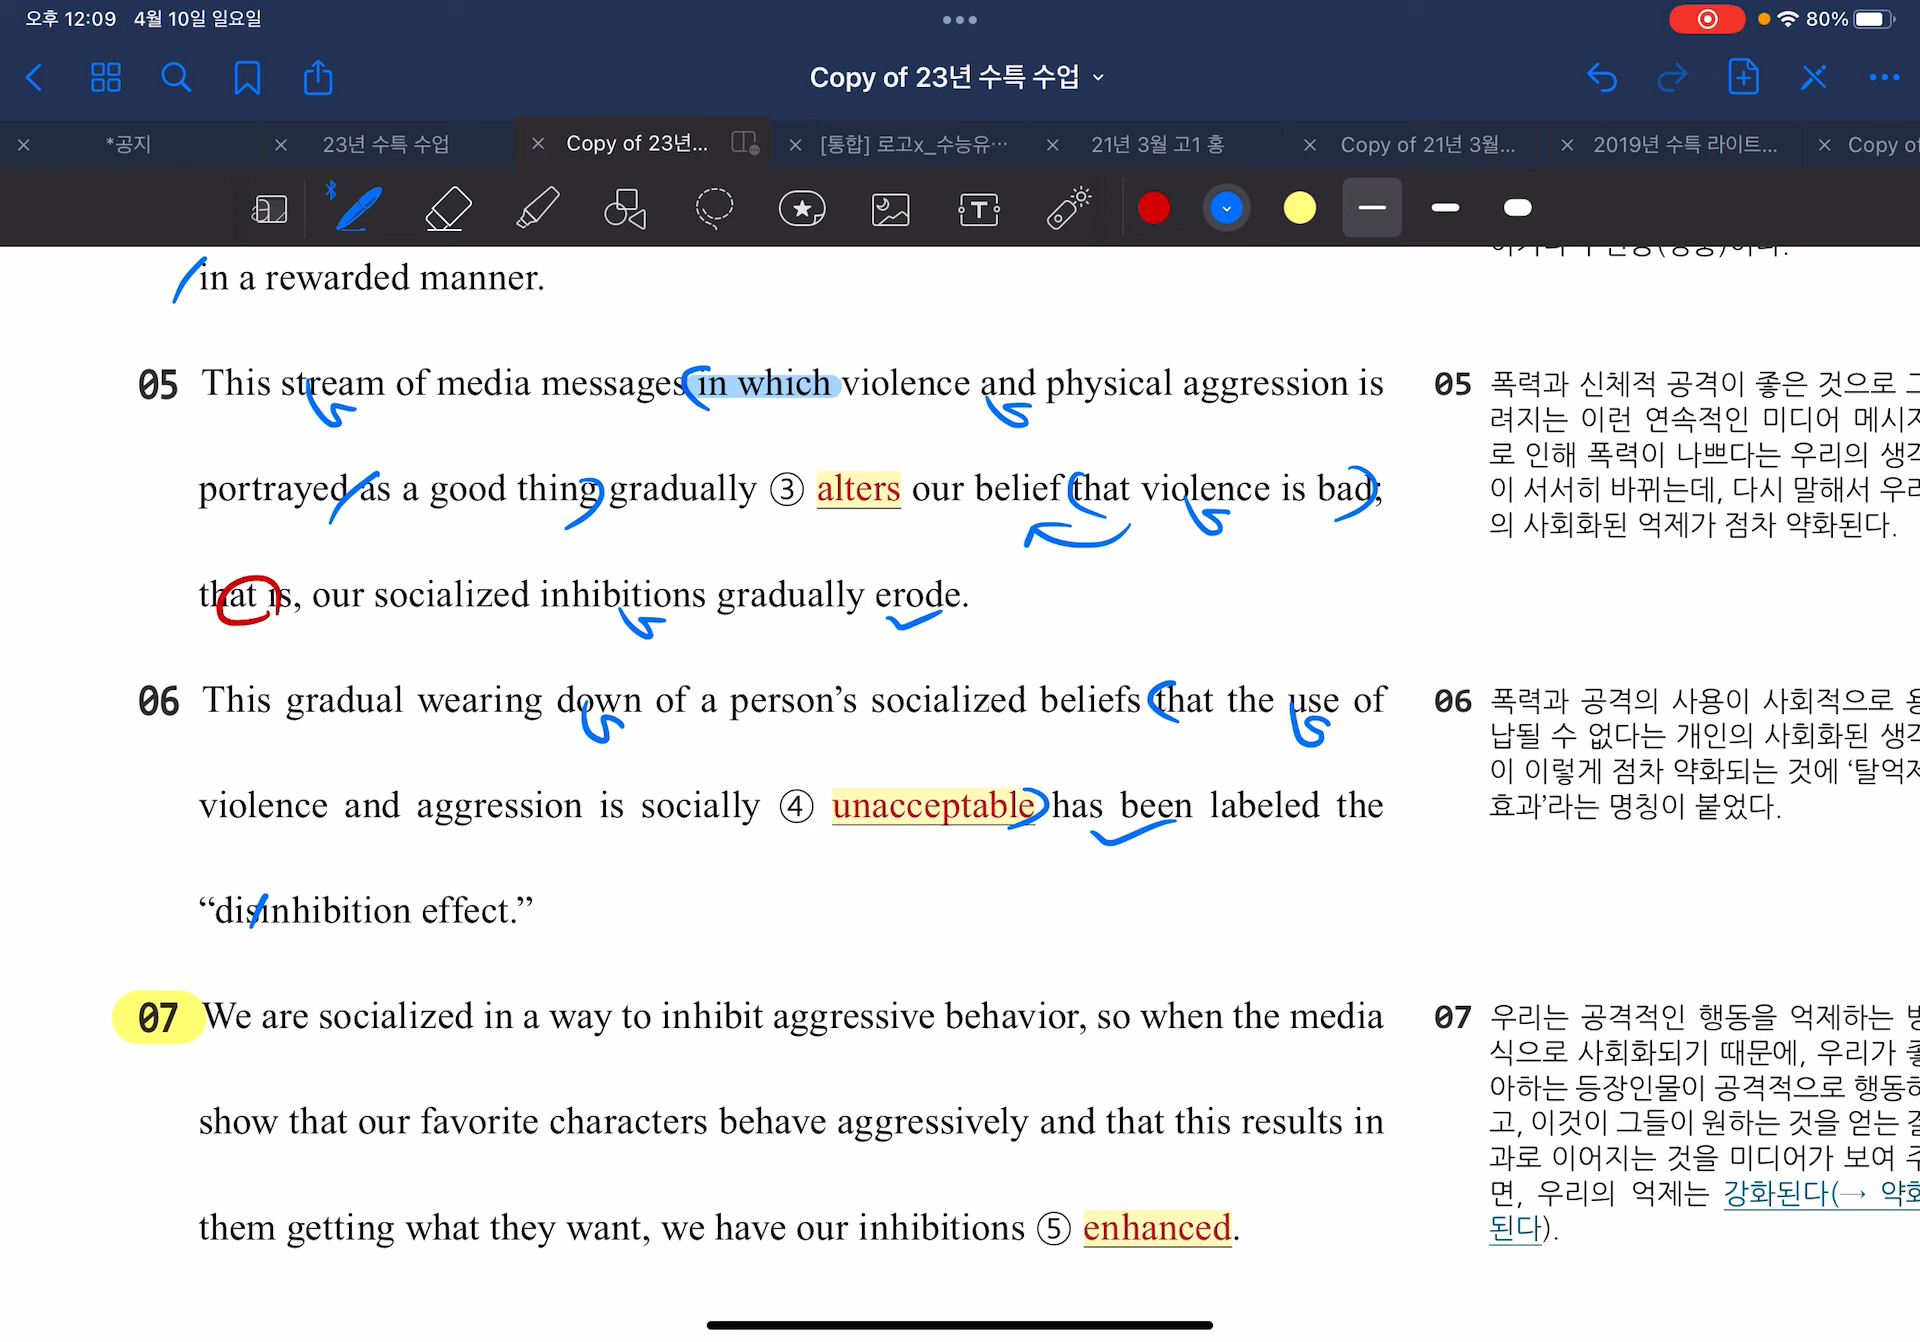 오후 12:09 4월 10일 일요일
80%
Copy of 23년 수특 수업
*공지
23년 수특 수업
Copy of 23년...
[통합] 로고x_수능유...
21년 3월 고1 홍
Copy of 21년 3월...
2019년 수특 라이트...
Copy of
in a rewarded manner.
05 This stream of media messages in which violence and physical aggression is
portrayed as a good thing gradually ③ alters our belief that violence is bad;
that is, our socialized inhibitions gradually erode.
05 폭력과 신체적 공격이 좋은 것으로 그
려지는 이런 연속적인 미디어 메시지
로 인해 폭력이 나쁘다는 우리의 생각
이 서서히 바뀌는데, 다시 말해서 우리
의 사회화된 억제가 점차 약화된다.
06 This gradual wearing down of a person’s socialized beliefs that the use of
violence and aggression is socially ④ unacceptable has been labeled the
“disinhibition effect.”
06 폭력과 공격의 사용이 사회적으로 용
납될 수 없다는 개인의 사회화된 생각
이 이렇게 점차 약화되는 것에 ‘탈억제
효과’라는 명칭이 붙었다.
07 We are socialized in a way to inhibit aggressive behavior, so when the media
show that our favorite characters behave aggressively and that this results in
them getting what they want, we have our inhibitions ⑤ enhanced.
07 우리는 공격적인 행동을 억제하는 방
식으로 사회화되기 때문에, 우리가 좋
아하는 등장인물이 공격적으로 행동하
고, 이것이 그들이 원하는 것을 얻는 결
과로 이어지는 것을 미디어가 보여 주
면, 우리의 억제는 강화된다(→ 약화
된다).